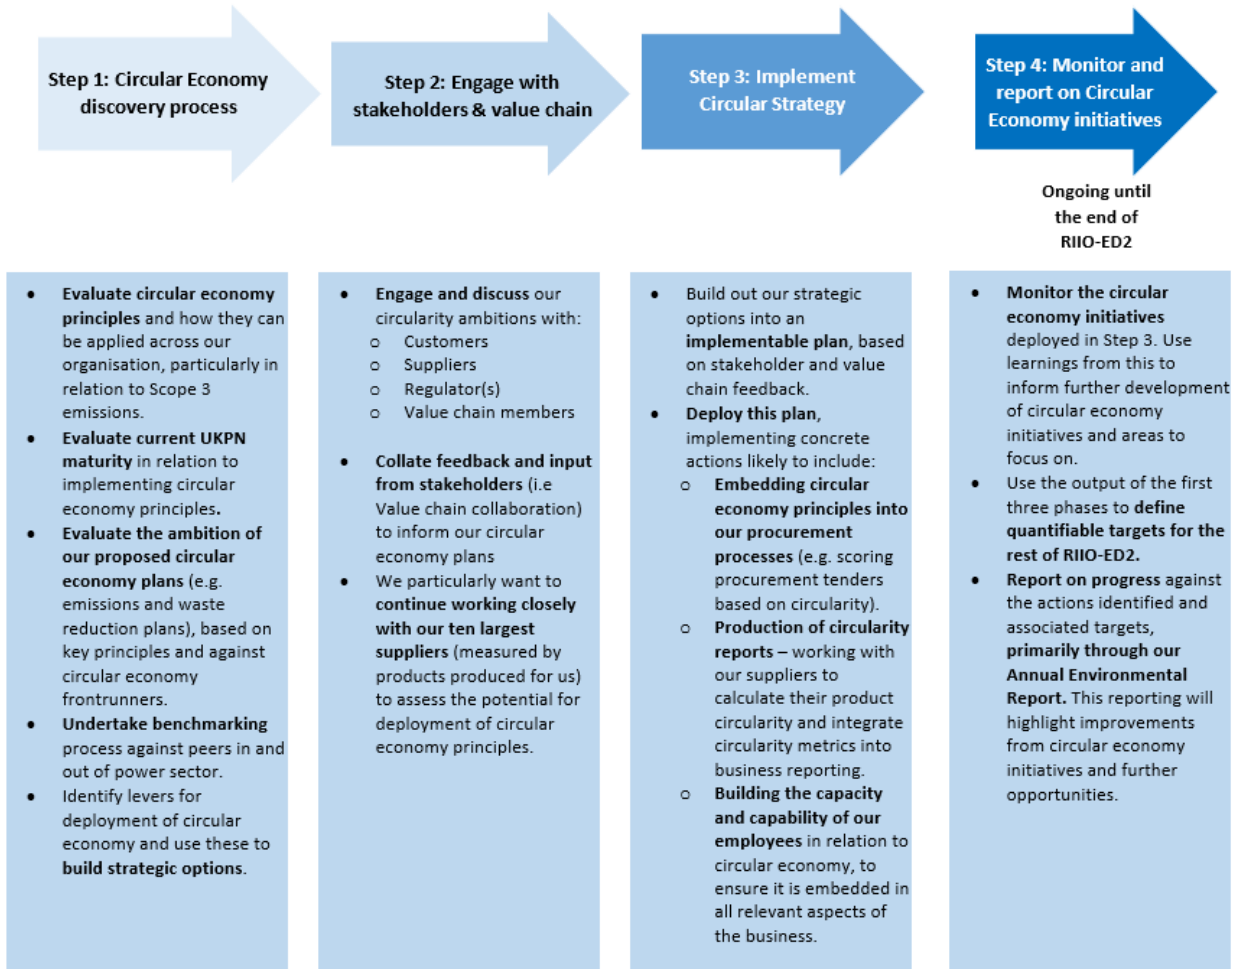 Step 1: Circular Economy
discovery process
Step 2: Engage with
stakeholders & value chain
Step 3: Implement
Circular Strategy
Step 4: Monitor and
report on Circular
Economy initiatives
Ongoing until
the end of
RIIO-ED2
• Evaluate circular economy
principles and how they can
be applied across our
organisation, particularly in
relation to Scope 3
emissions.
• Evaluate current UKPN
maturity in relation to
implementing circular
economy principles.
• Evaluate the ambition of
our proposed circular
economy plans (e.g.
emissions and waste
reduction plans), based on
key principles and against
circular economy
frontrunners.
• Undertake benchmarking
process against peers in and
out of power sector.
• Identify levers for
deployment of circular
economy and use these to
build strategic options.
• Engage and discuss our
circularity ambitions with:
o Customers
o Suppliers
o Regulator(s)
o Value chain members
• Collate feedback and input
from stakeholders (i.e
Value chain collaboration)
to inform our circular
economy plans
• We particularly want to
continue working closely
with our ten largest
suppliers (measured by
products produced for us)
to assess the potential for
deployment of circular
economy principles.
• Build out our strategic
options into an
implementable plan, based
on stakeholder and value
chain feedback.
• Deploy this plan,
implementing concrete
actions likely to include:
o Embedding circular
economy principles into
our procurement
processes (e.g. scoring
procurement tenders
based on circularity).
o Production of circularity
reports – working with
our suppliers to
calculate their product
circularity and integrate
circularity metrics into
business reporting.
o Building the capacity
and capability of our
employees in relation to
circular economy, to
ensure it is embedded in
all relevant aspects of
the business.
• Monitor the circular
economy initiatives
deployed in Step 3. Use
learnings from this to
inform further development
of circular economy
initiatives and areas to
focus on.
• Use the output of the first
three phases to define
quantifiable targets for the
rest of RIIO-ED2.
• Report on progress against
the actions identified and
associated targets,
primarily through our
Annual Environmental
Report. This reporting will
highlight improvements
from circular economy
initiatives and further
opportunities.